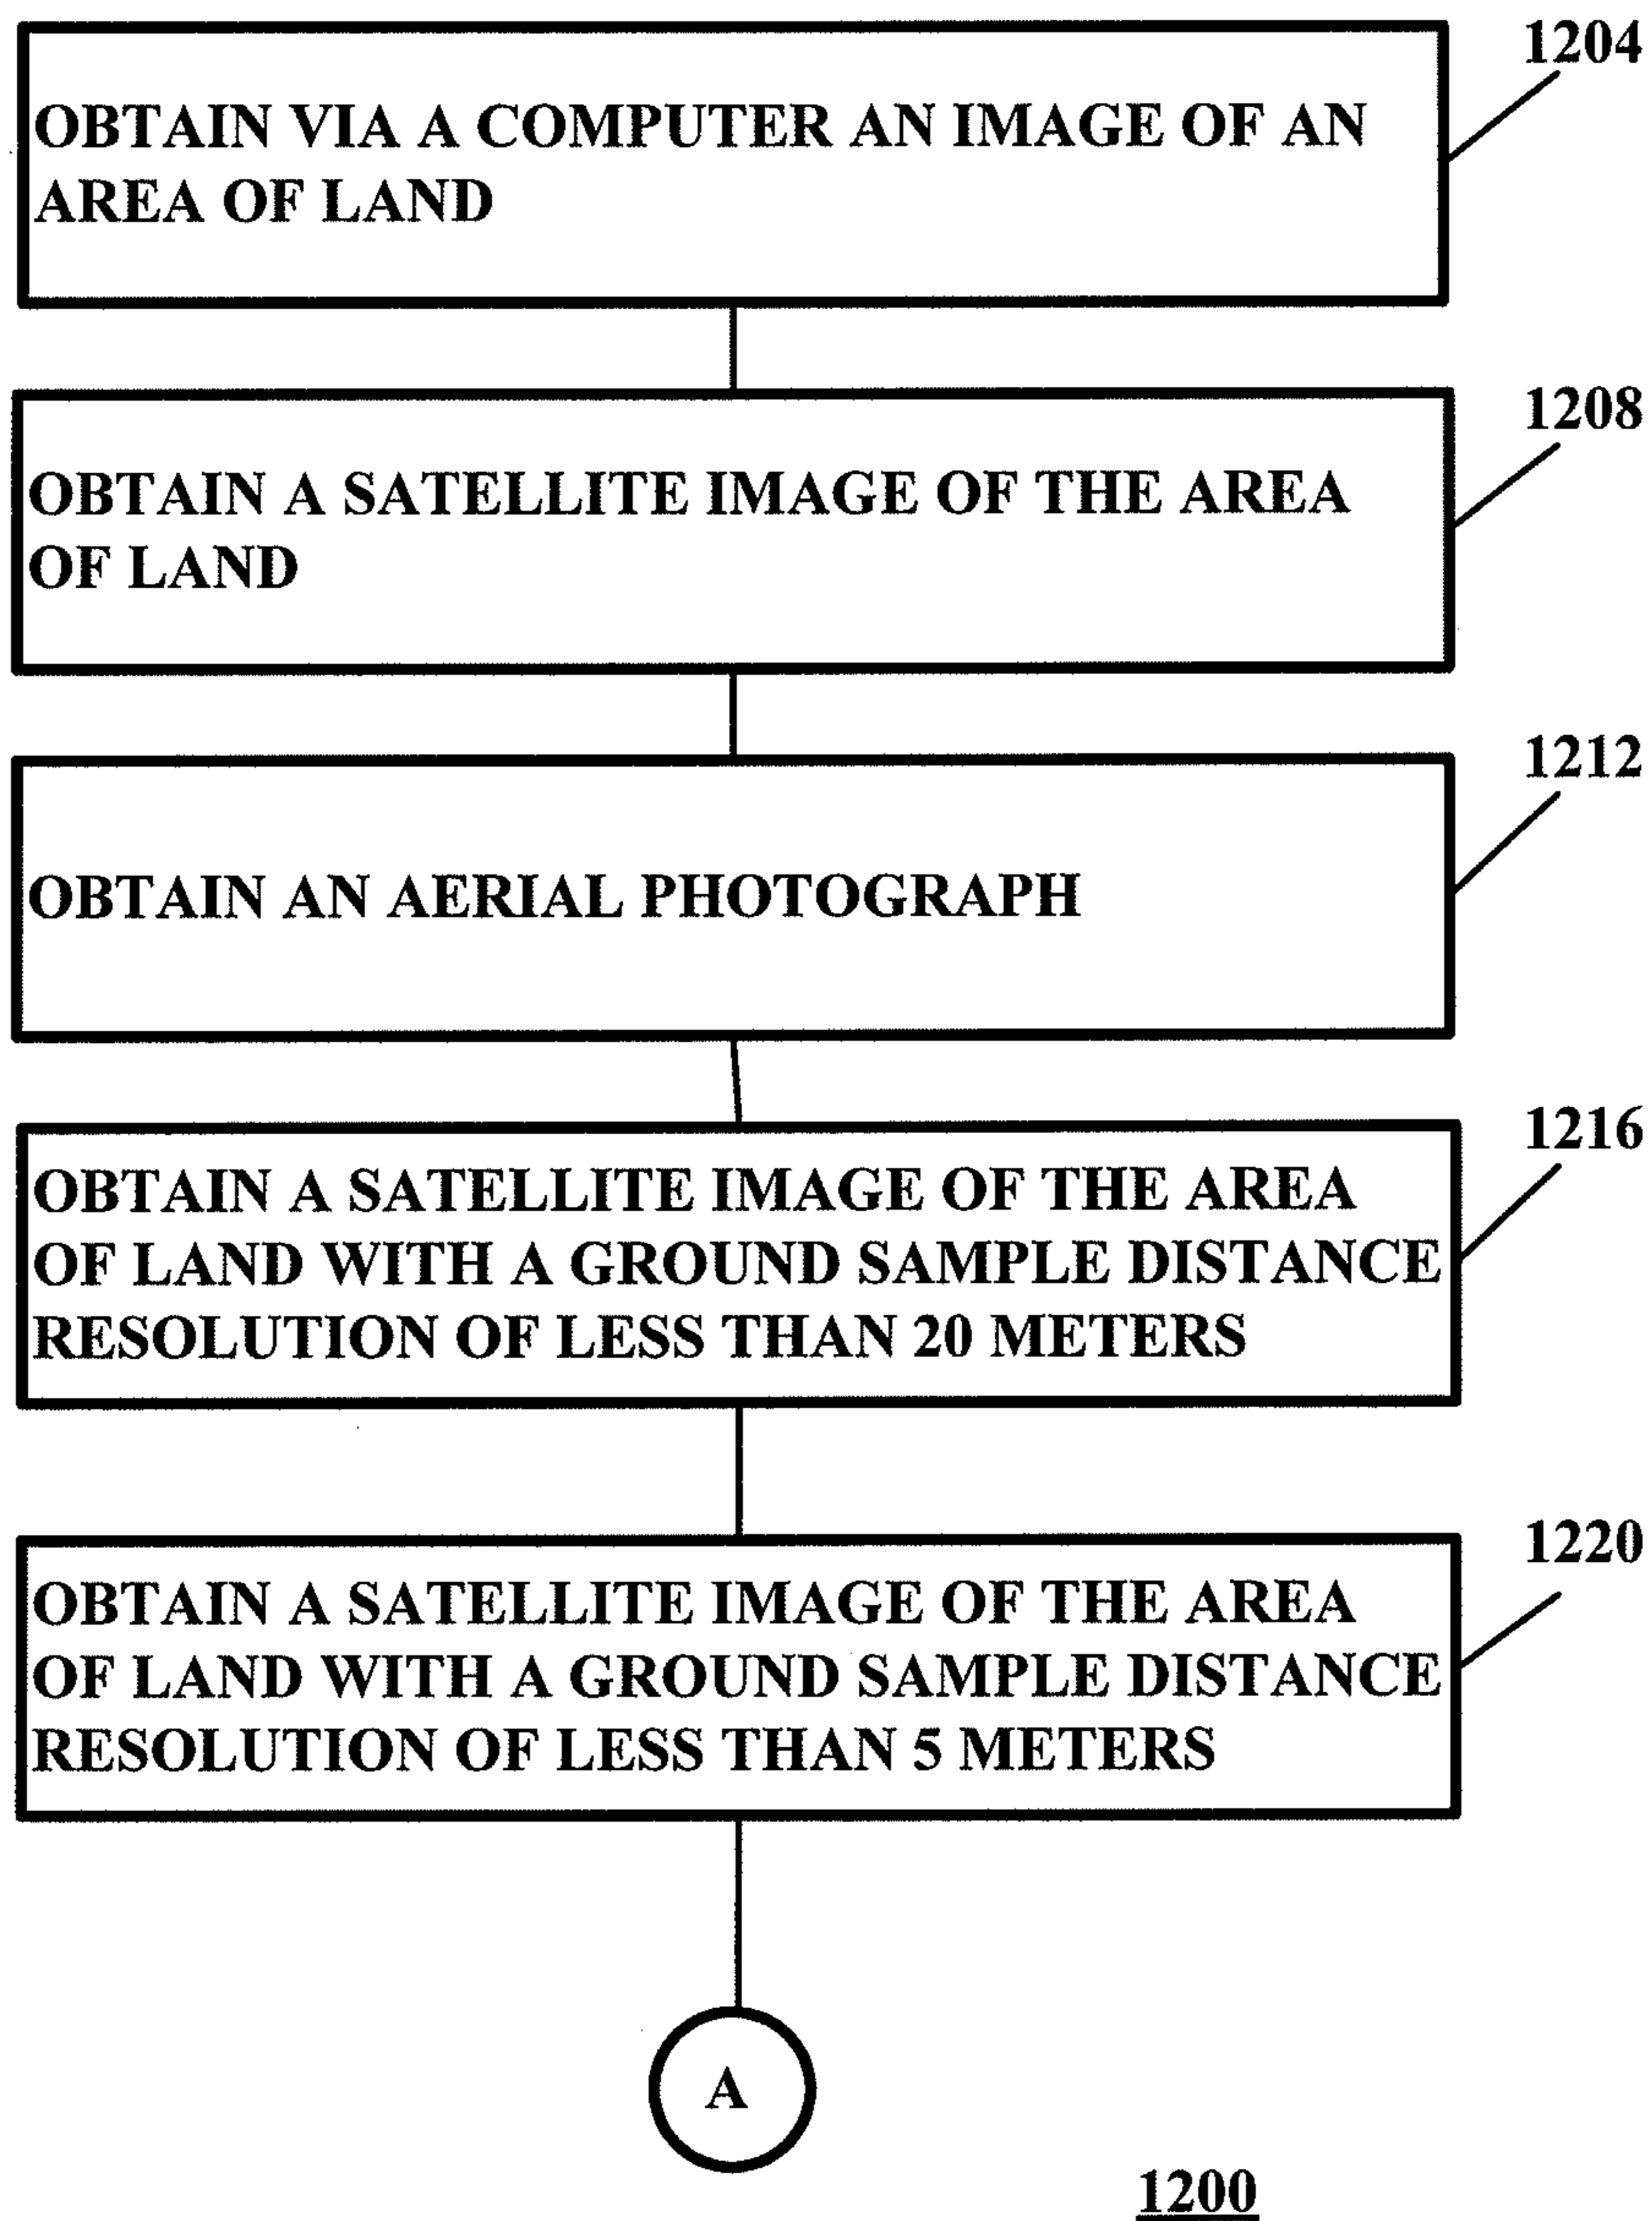 1204
OBTAIN VIA A COMPUTER AN IMAGE OF AN
AREA OF LAND
1208
OBTAIN A SATELLITE IMAGE OF THE AREA
OF LAND
1212
OBTAIN AN AERIAL PHOTOGRAPH
1216
OBTAIN A SATELLITE IMAGE OF THE AREA
OF LAND WITH A GROUND SAMPLE DISTANCE
RESOLUTION OF LESS THAN 20 METERS
1220
OBTAIN A SATELLITE IMAGE OF THE AREA
OF LAND WITH A GROUND SAMPLE DISTANCE
RESOLUTION OF LESS THAN 5 METERS
A
1200